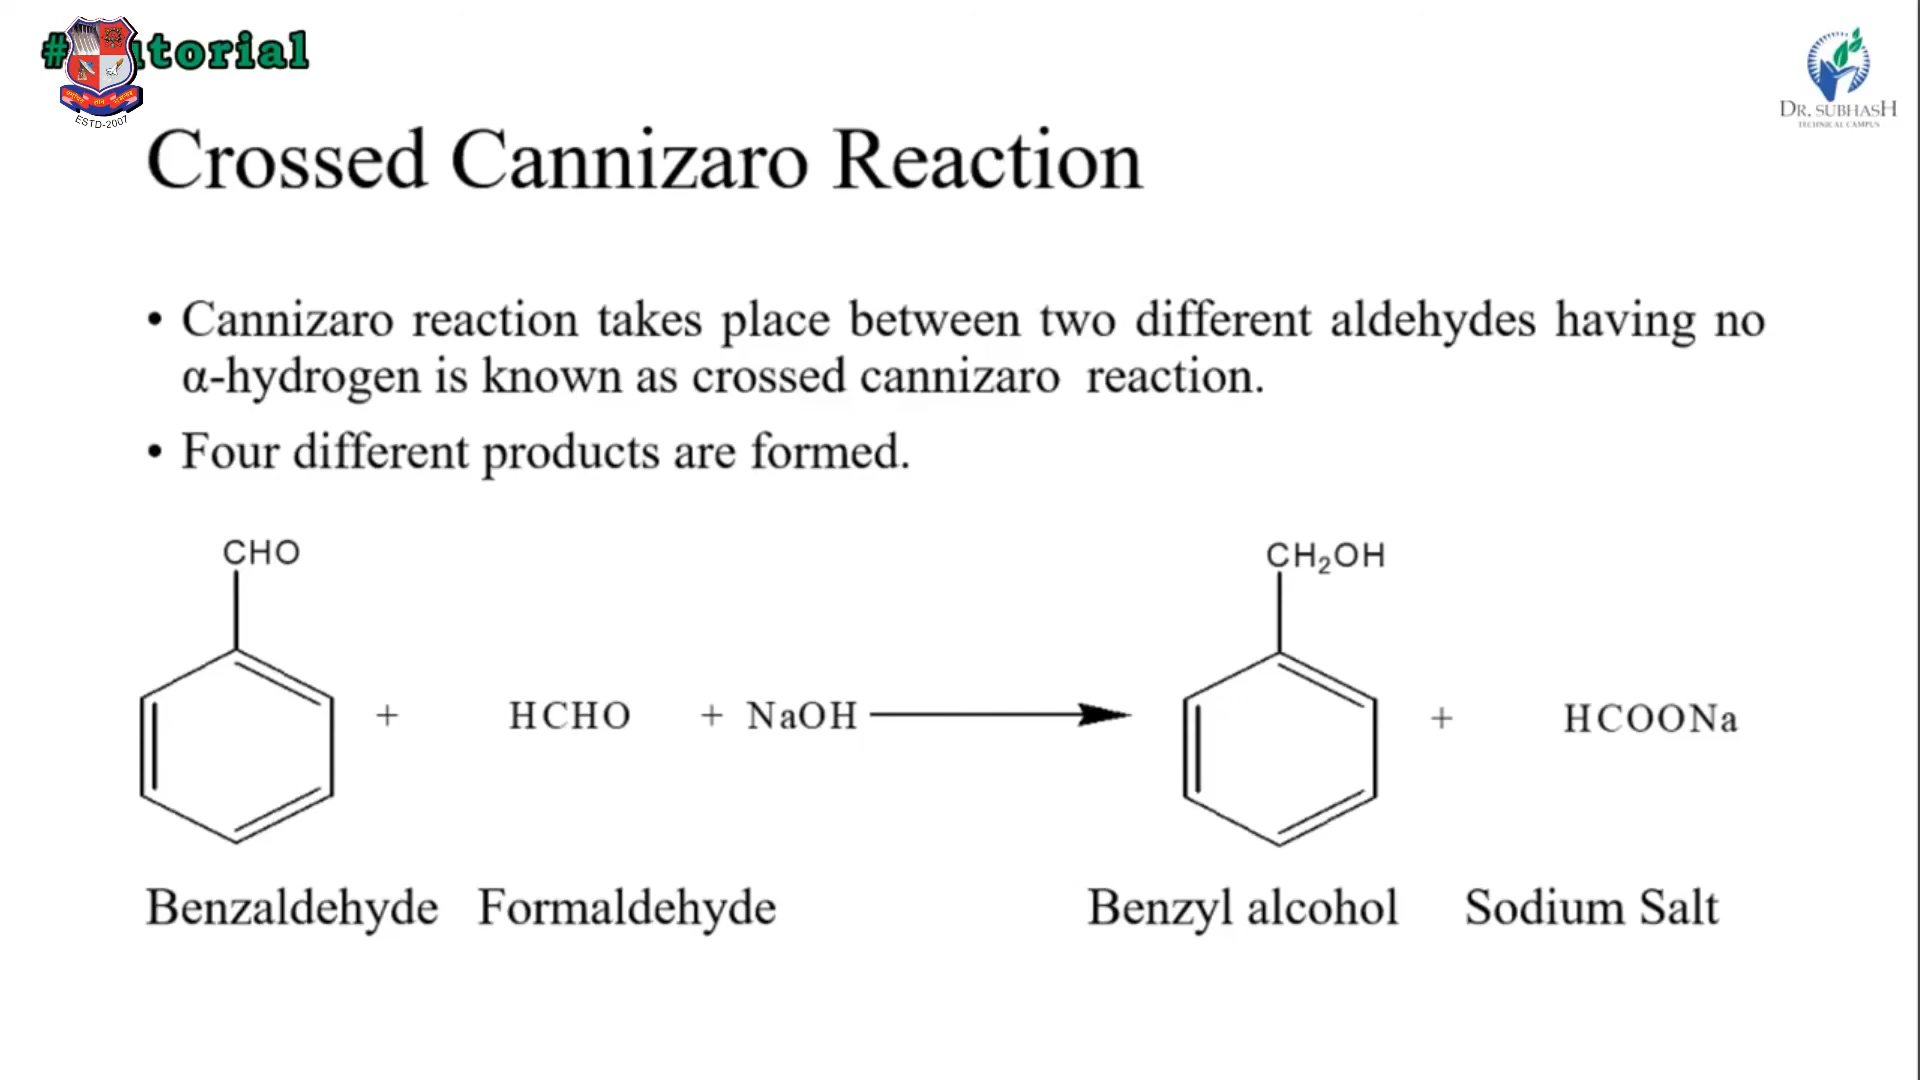 #Tutorial
ESTD-2007
DR. SUBHASH
TECHNICAL CAMPUS
Crossed Cannizaro Reaction
• Cannizaro reaction takes place between two different aldehydes having no
α-hydrogen is known as crossed cannizaro reaction.
• Four different products are formed.
CHO
CH₂OH
+ HCHO + NaOH
+ HCOONa
Benzaldehyde Formaldehyde Benzyl alcohol Sodium Salt